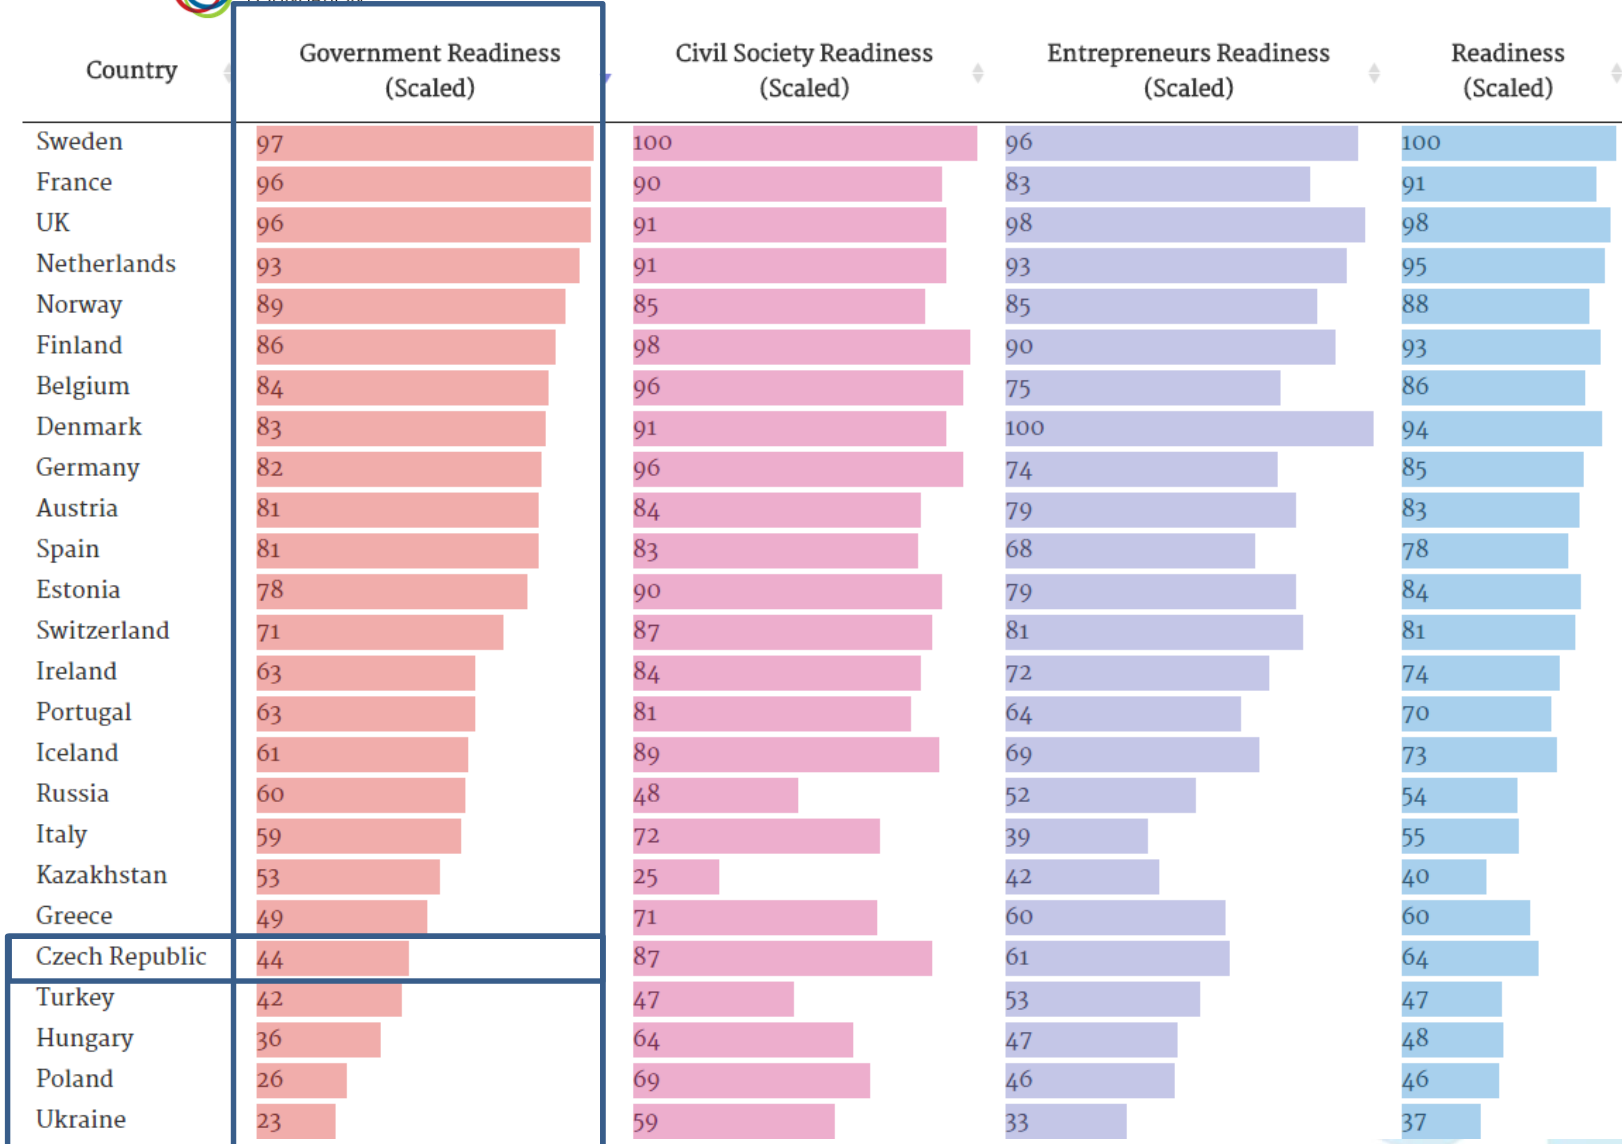 Country Government Readiness (Scaled) Civil Society Readiness (Scaled) Entrepreneurs Readiness (Scaled) Readiness (Scaled)
Sweden 97 100 96 100
France 96 90 83 91
UK 96 91 98 98
Netherlands 93 91 93 95
Norway 89 85 85 88
Finland 86 98 90 93
Belgium 84 96 75 86
Denmark 83 91 100 94
Germany 82 96 74 85
Austria 81 84 79 83
Spain 81 83 68 78
Estonia 78 90 79 84
Switzerland 71 87 81 81
Ireland 63 84 72 74
Portugal 63 81 64 70
Iceland 61 89 69 73
Russia 60 48 52 54
Italy 59 72 39 55
Kazakhstan 53 25 42 40
Greece 49 71 60 60
Czech Republic 44 87 61 64
Turkey 42 47 53 47
Hungary 36 64 47 48
Poland 26 69 46 46
Ukraine 23 59 33 37